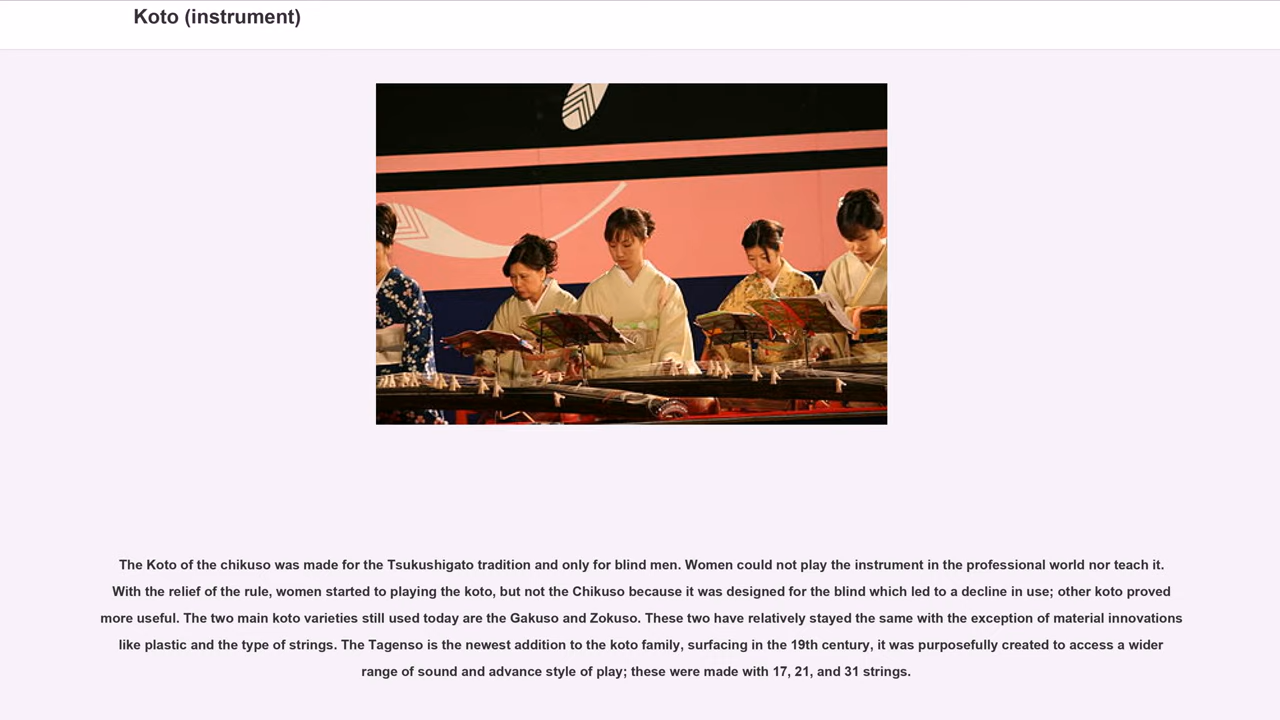 Koto (instrument)
The Koto of the chikuso was made for the Tsukushigato tradition and only for blind men. Women could not play the instrument in the professional world nor teach it.
With the relief of the rule, women started to playing the koto, but not the Chikuso because it was designed for the blind which led to a decline in use; other koto proved
more useful. The two main koto varieties still used today are the Gakuso and Zokuso. These two have relatively stayed the same with the exception of material innovations
like plastic and the type of strings. The Tagenso is the newest addition to the koto family, surfacing in the 19th century, it was purposefully created to access a wider
range of sound and advance style of play; these were made with 17, 21, and 31 strings.